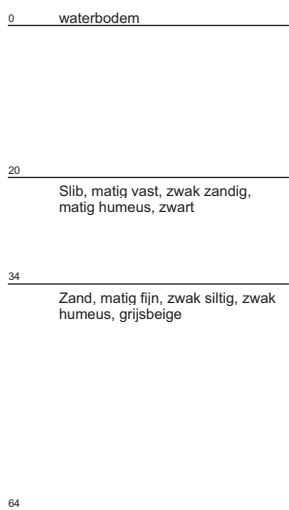 0 waterbodem
20
Slib, matig vast, zwak zandig,
matig humeus, zwart
34
Zand, matig fijn, zwak siltig, zwak
humeus, grijsbeige
64